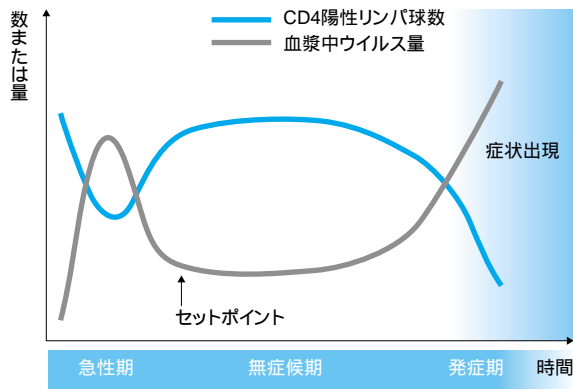 数または量
CD4陽性リンパ球数
血漿中ウイルス量
症状出現
セットポイント
急性期
無症候期
発症期
時間